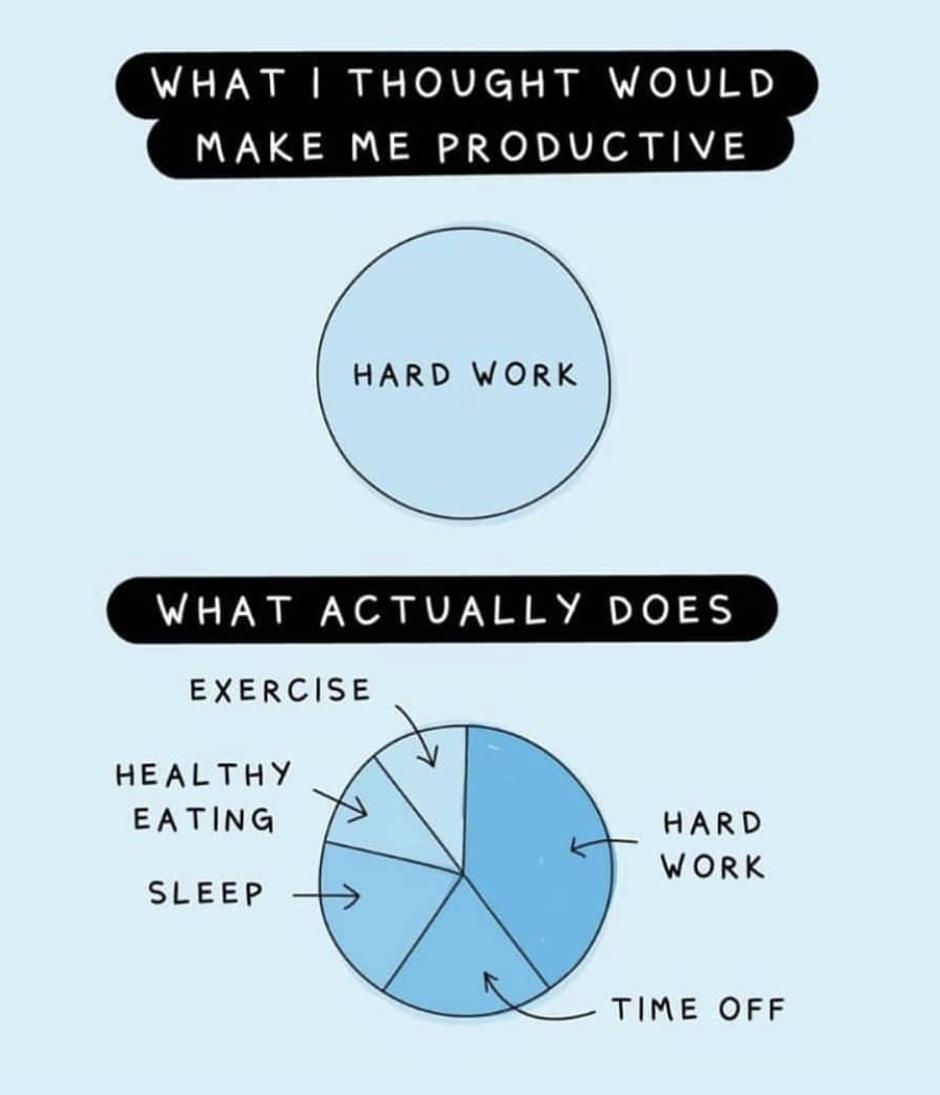 WHAT I THOUGHT WOULD
MAKE ME PRODUCTIVE
HARD WORK
WHAT ACTUALLY DOES
EXERCISE
HEALTHY
EATING
SLEEP
HARD
WORK
TIME OFF